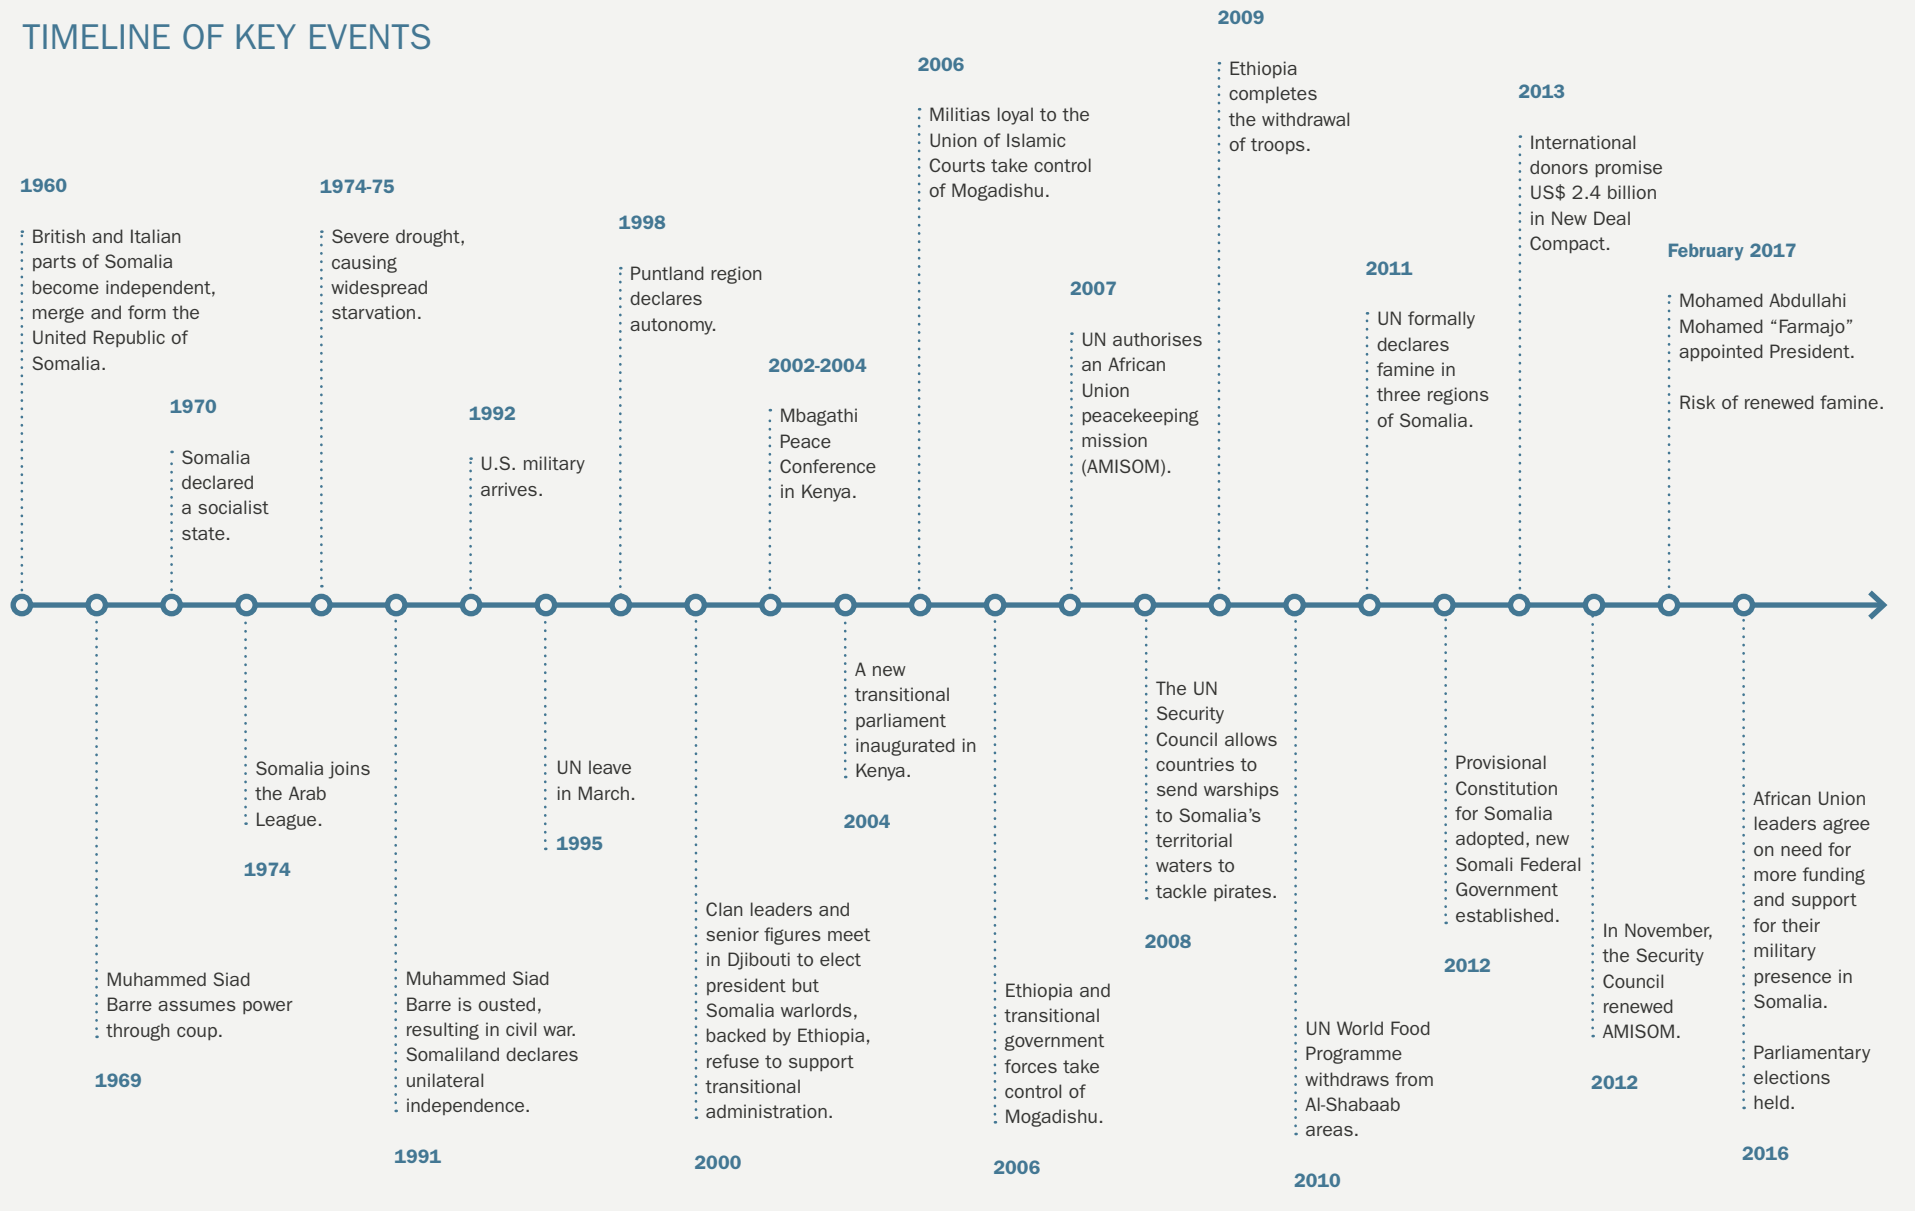 TIMELINE OF KEY EVENTS
1960
British and Italian
parts of Somalia
become independent,
merge and form the
United Republic of
Somalia.
1969
Muhammed Siad
Barre assumes power
through coup.
1970
Somalia
declared
a socialist
state.
1974
Somalia joins
the Arab
League.
1974-75
Severe drought,
causing
widespread
starvation.
1991
Muhammed Siad
Barre is ousted,
resulting in civil war.
Somaliland declares
unilateral
independence.
1992
U.S. military
arrives.
1995
UN leave
in March.
1998
Puntland region
declares
autonomy.
2000
Clan leaders and
senior figures meet
in Djibouti to elect
president but
Somalia warlords,
backed by Ethiopia,
refuse to support
transitional
administration.
2002-2004
Mbagathi
Peace
Conference
in Kenya.
2004
A new
transitional
parliament
inaugurated in
Kenya.
2006
Militias loyal to the
Union of Islamic
Courts take control
of Mogadishu.
2006
Ethiopia and
transitional
government
forces take
control of
Mogadishu.
2007
UN authorises
an African
Union
peacekeeping
mission
(AMISOM).
2008
The UN
Security
Council allows
countries to
send warships
to Somalia's
territorial
waters to
tackle pirates.
2009
Ethiopia
completes
the withdrawal
of troops.
2010
UN World Food
Programme
withdraws from
Al-Shabaab
areas.
2011
UN formally
declares
famine in
three regions
of Somalia.
2012
Provisional
Constitution
for Somalia
adopted, new
Somali Federal
Government
established.
2013
International
donors promise
US$ 2.4 billion
in New Deal
Compact.
2012
In November,
the Security
Council
renewed
AMISOM.
February 2017
Mohamed Abdullahi
Mohamed “Farmajo”
appointed President.
Risk of renewed famine.
2016
African Union
leaders agree
on need for
more funding
and support
for their
military
presence in
Somalia.
Parliamentary
elections
held.